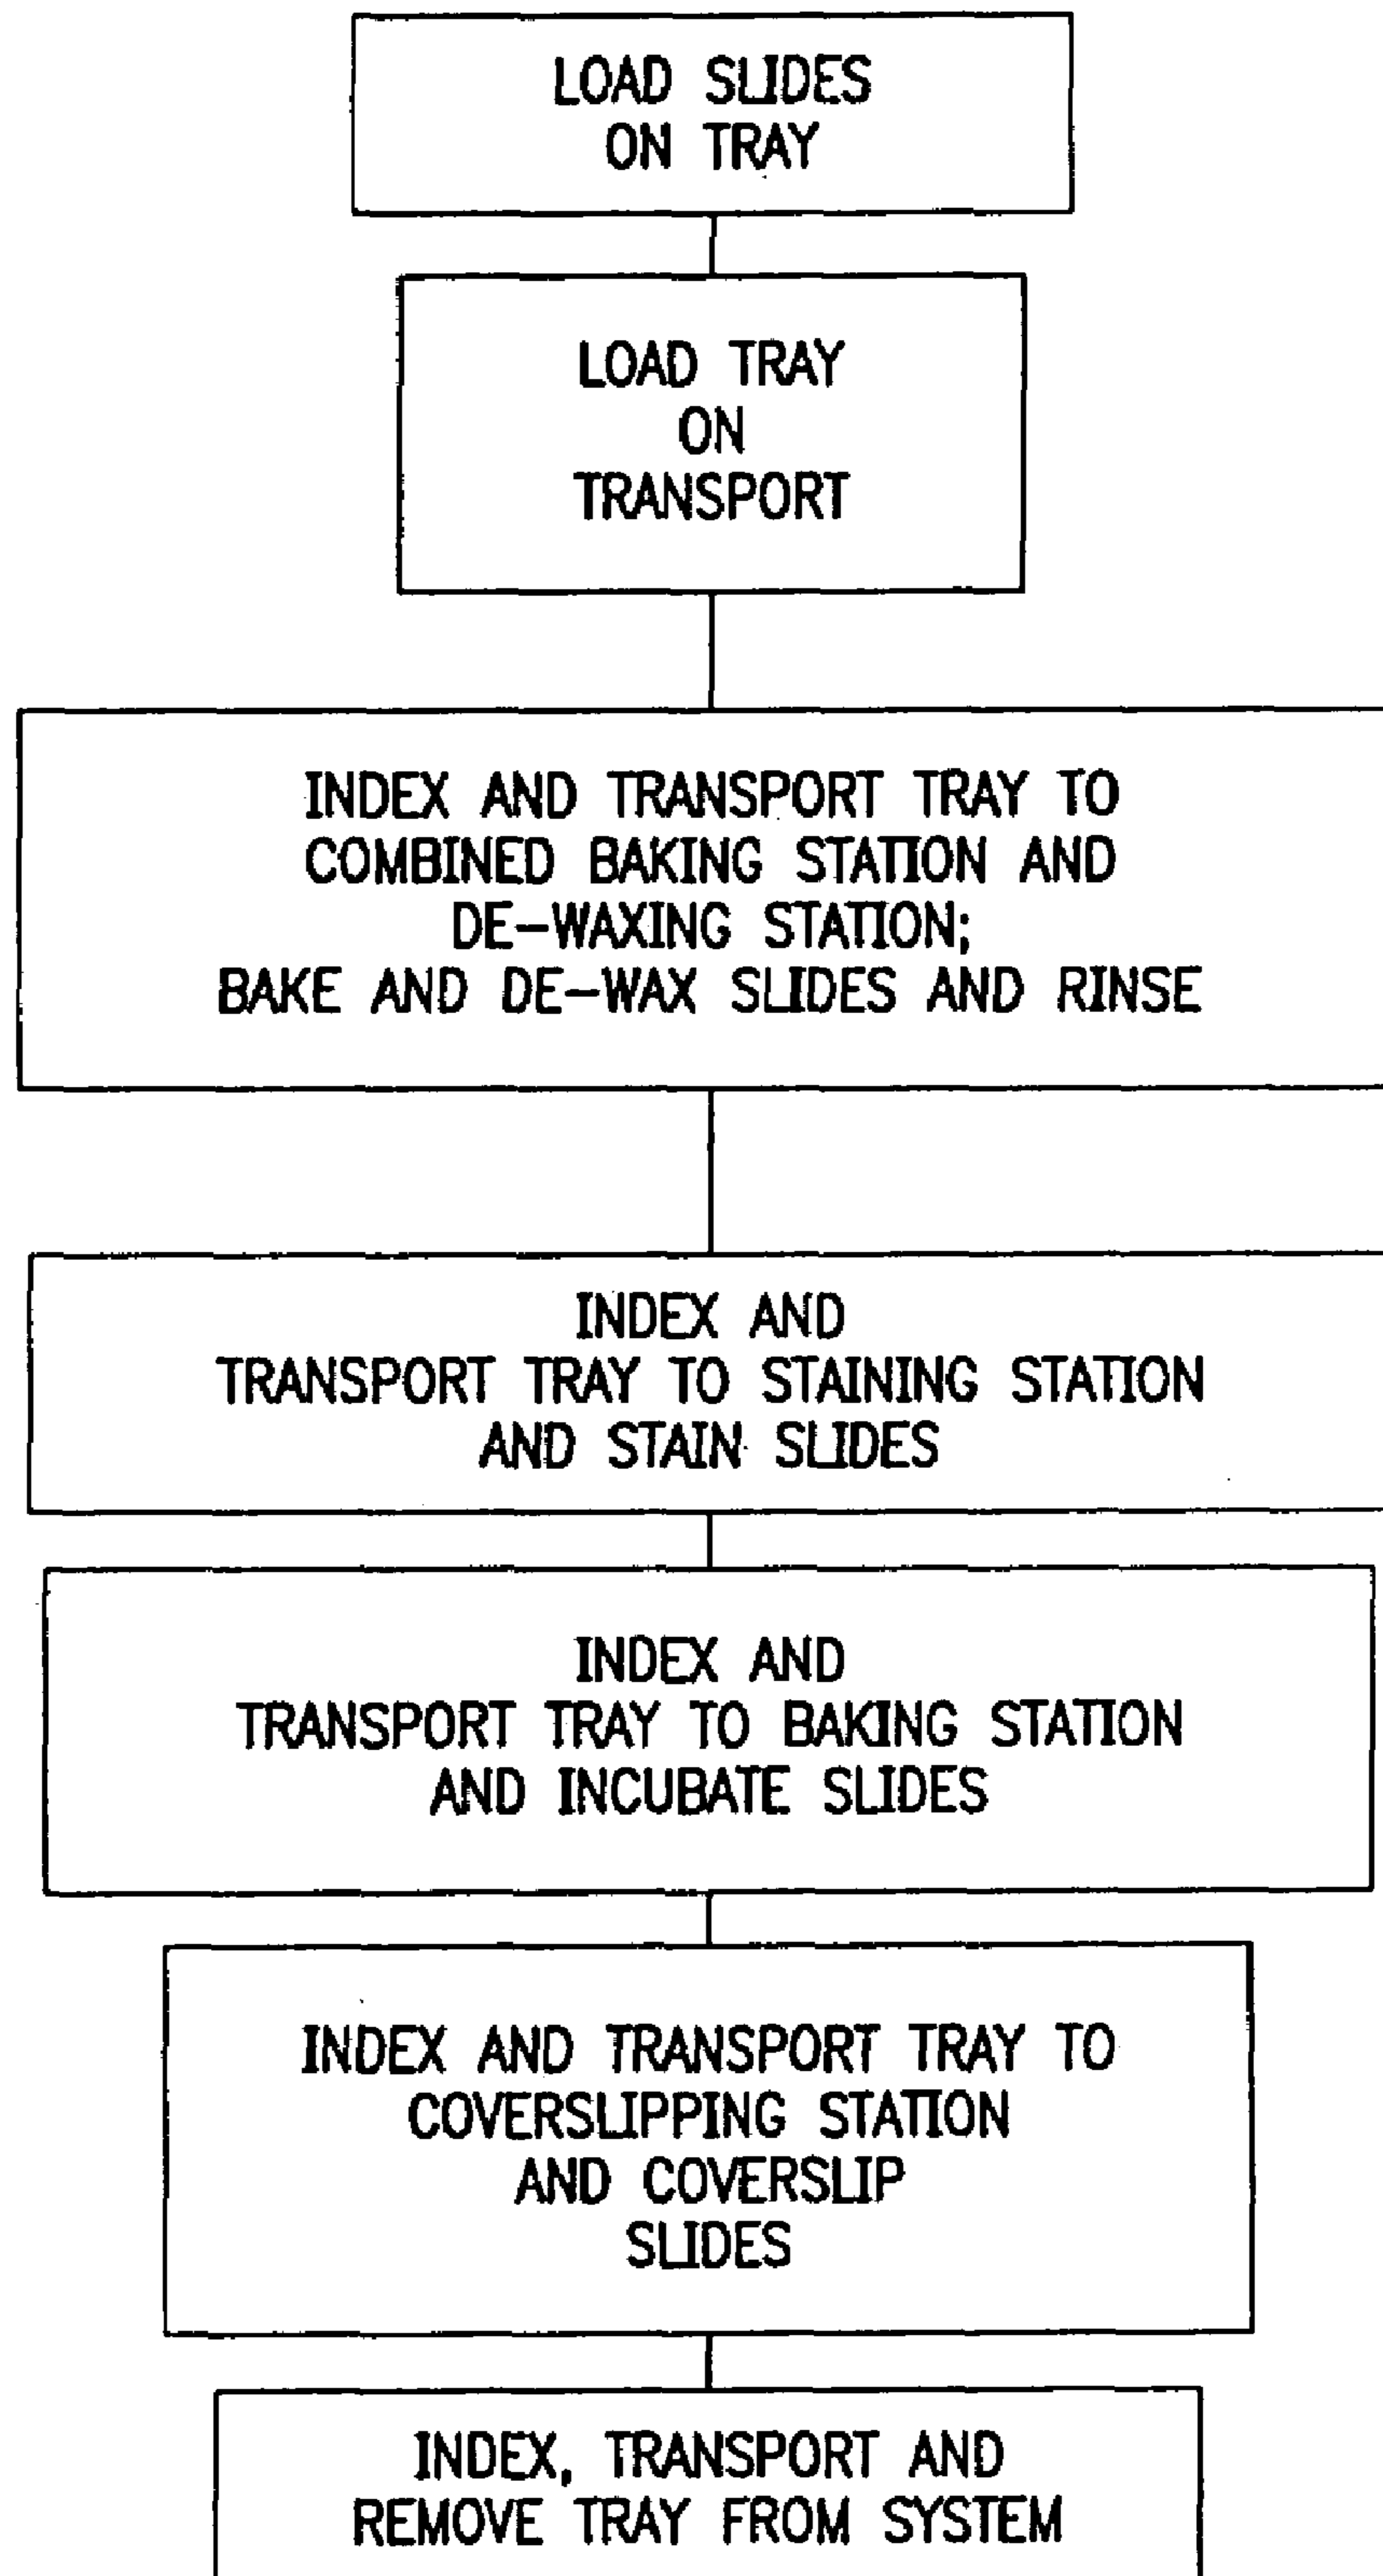 LOAD SLIDES
ON TRAY
LOAD TRAY
ON
TRANSPORT
INDEX AND TRANSPORT TRAY TO
COMBINED BAKING STATION AND
DE-WAXING STATION;
BAKE AND DE-WAX SLIDES AND RINSE
INDEX AND
TRANSPORT TRAY TO STAINING STATION
AND STAIN SLIDES
INDEX AND
TRANSPORT TRAY TO BAKING STATION
AND INCUBATE SLIDES
INDEX AND TRANSPORT TRAY TO
COVERSLIPPING STATION
AND COVERSLIP
SLIDES
INDEX, TRANSPORT AND
REMOVE TRAY FROM SYSTEM